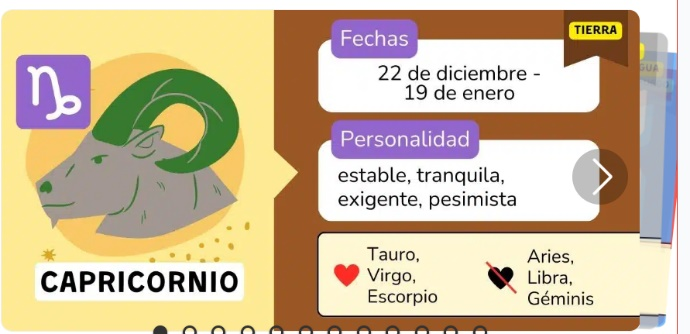 TIERRA
Fechas
22 de diciembre -
19 de enero
Personalidad
estable, tranquila,
exigente, pesimista
CAPRICORNIO
Tauro,
Virgo,
Escorpio
Aries,
Libra,
Géminis